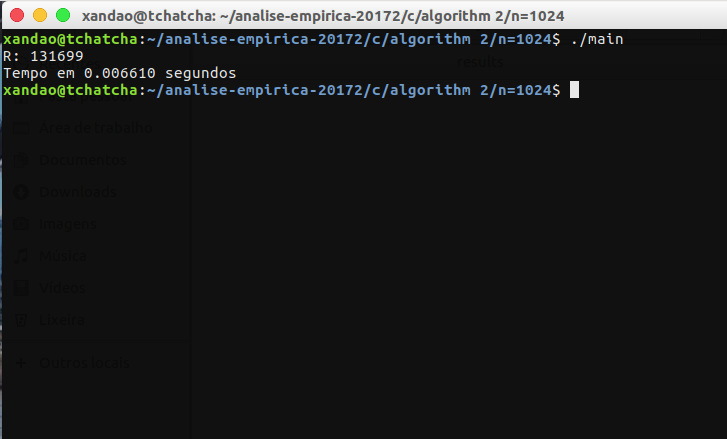 xandao@tchatcha: ~/analise-empirica-20172/c/algorithm 2/n=1024
xandao@tchatcha:~/analise-empirica-20172/c/algorithm 2/n=1024$ ./main
R: 131699
results
Tempo em 0.006610 segundos
xandao@tchatcha:~/analise-empirica-20172/c/algorithm 2/n=1024$
Área de trabalho
Documentos
Downloads
Imagens
Música
Vídeos
Lixeira
+ Outros locais